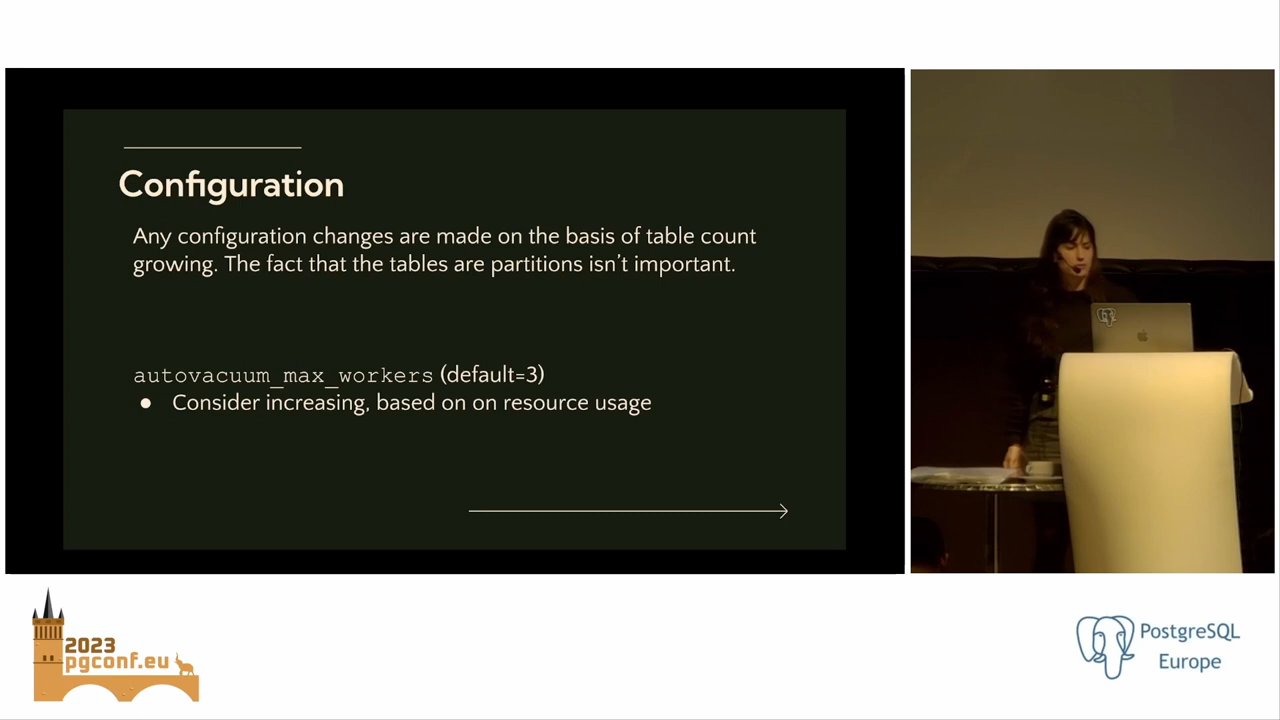 Configuration
Any configuration changes are made on the basis of table count
growing. The fact that the tables are partitions isn't important.
autovacuum_max_workers (default=3)
● Consider increasing, based on on resource usage
2023
pgconf.eu
PostgreSQL
Europe